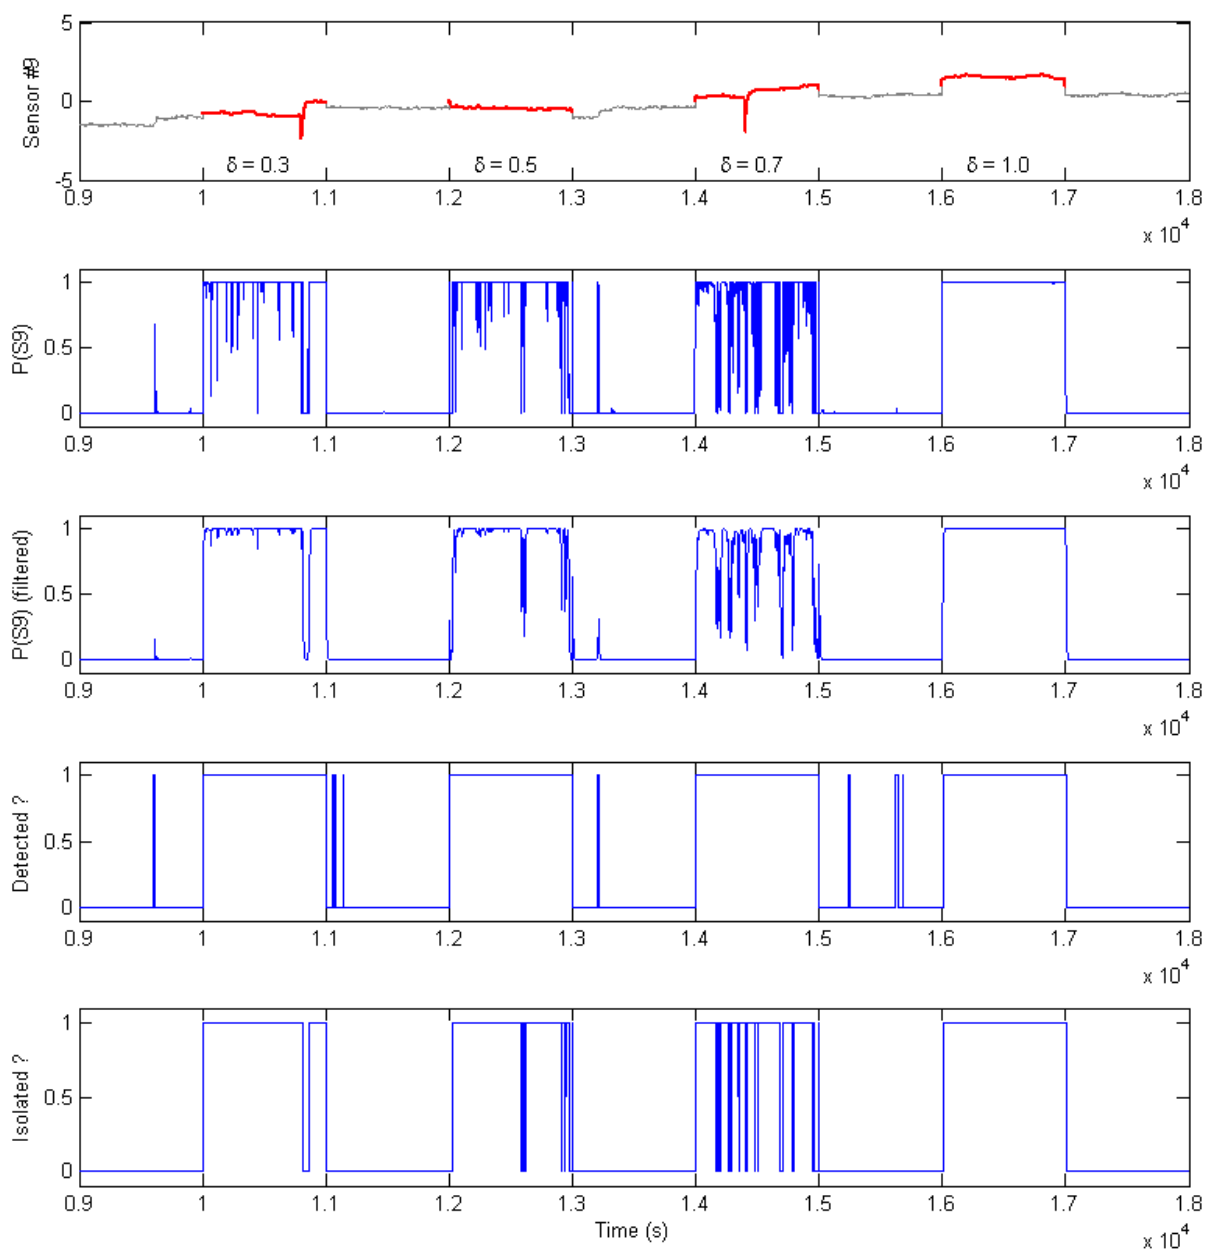 5
0
-5
Sensor #9
δ = 0.3 δ = 0.5 δ = 0.7 δ = 1.0
0.9 1 1.1 1.2 1.3 1.4 1.5 1.6 1.7 1.8
x 10^4
1
0.5
0
P(S9)
0.9 1 1.1 1.2 1.3 1.4 1.5 1.6 1.7 1.8
x 10^4
1
0.5
0
P(S9) (filtered)
0.9 1 1.1 1.2 1.3 1.4 1.5 1.6 1.7 1.8
x 10^4
1
0.5
0
Detected ?
0.9 1 1.1 1.2 1.3 1.4 1.5 1.6 1.7 1.8
x 10^4
1
0.5
0
Isolated ?
0.9 1 1.1 1.2 1.3 1.4 1.5 1.6 1.7 1.8
Time (s)
x 10^4